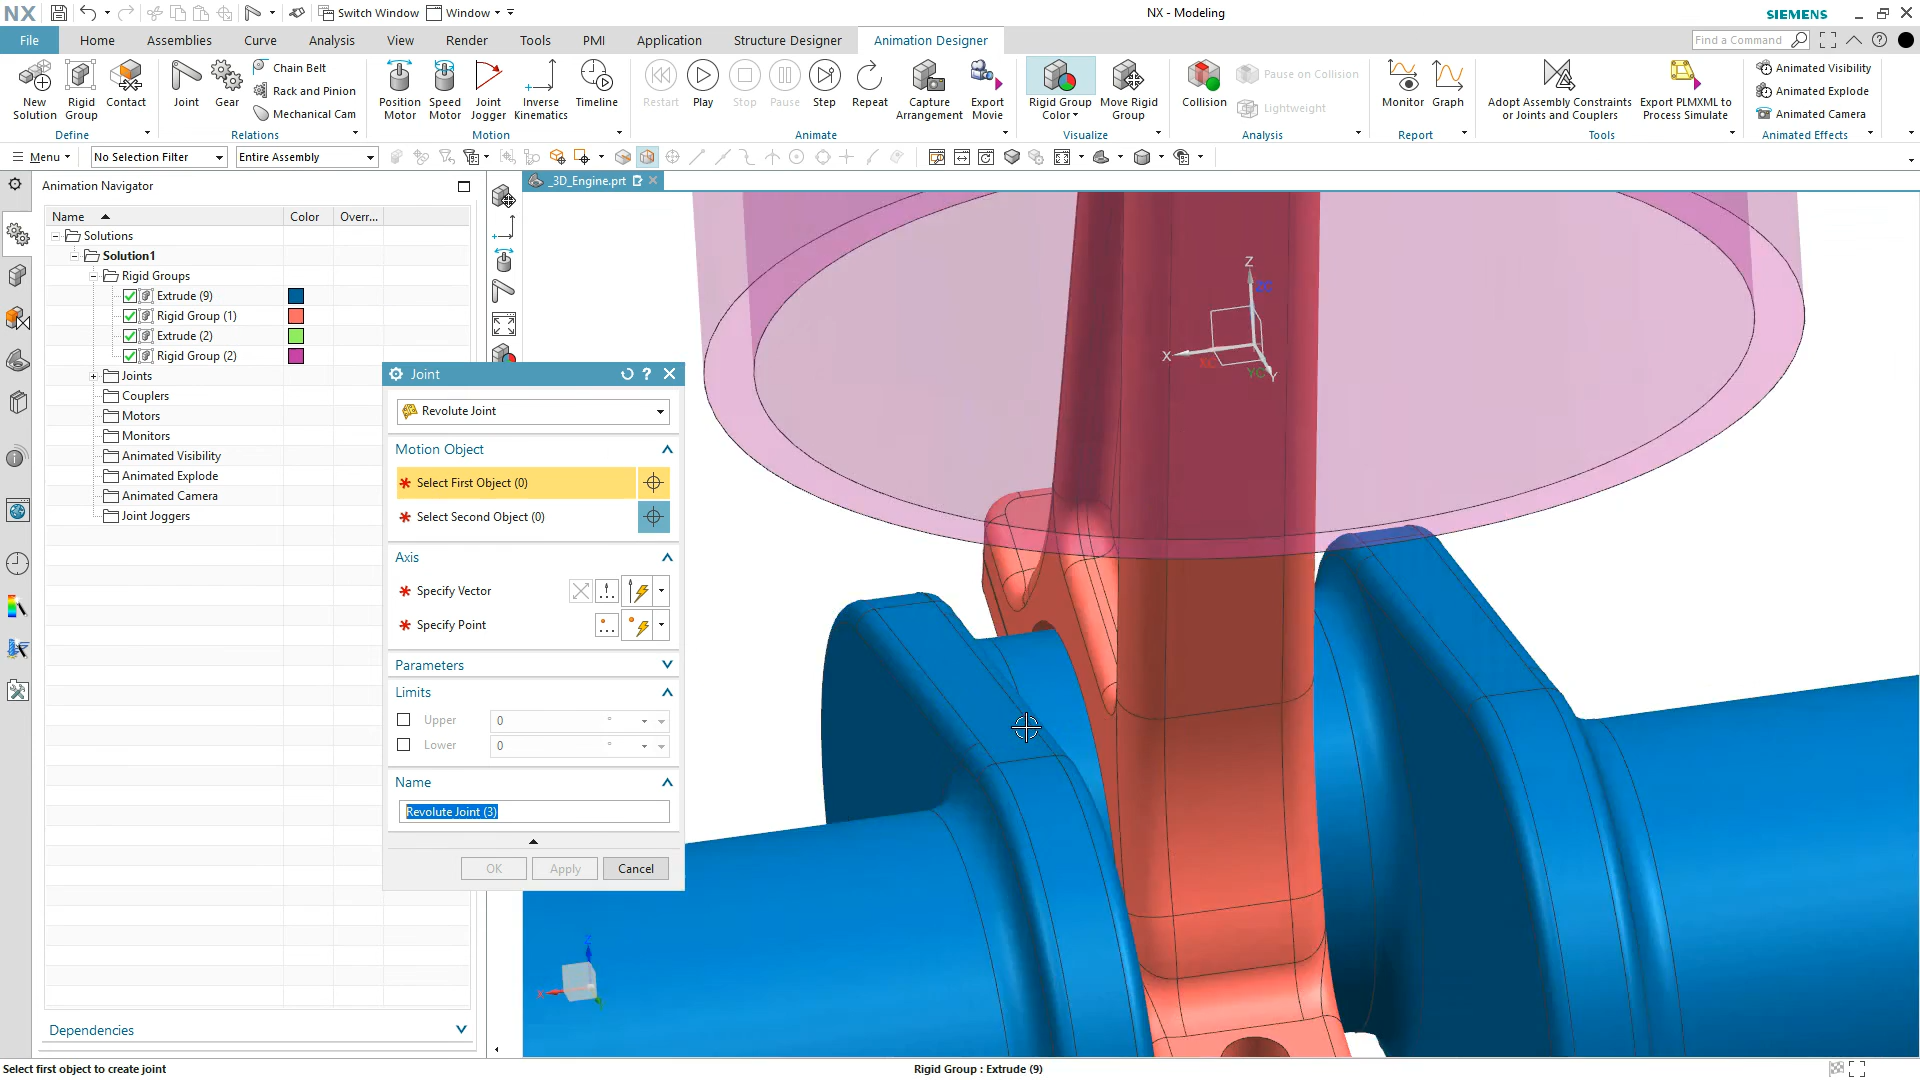 NX
Switch Window
Window
NX - Modeling
SIEMENS
File
Home
Assemblies
Curve
Analysis
View
Render
Tools
PMI
Application
Structure Designer
Animation Designer
Find a Command
New Solution
Rigid Group
Contact
Define
Joint
Gear
Chain Belt
Rack and Pinion
Mechanical Cam
Relations
Position Motor
Speed Motor
Joint Jogger
Inverse Kinematics
Timeline
Motion
Restart
Play
Stop
Pause
Step
Repeat
Capture Arrangement
Export Movie
Animate
Rigid Group Color
Move Rigid Group
Visualize
Collision
Pause on Collision
Lightweight
Analysis
Monitor
Graph
Report
Adopt Assembly Constraints or Joints and Couplers
Export PLMXML to Process Simulate
Tools
Animated Visibility
Animated Explode
Animated Camera
Animated Effects
Menu
No Selection Filter
Entire Assembly
Animation Navigator
_3D_Engine.prt
Name
Color
Overr...
Solutions
Solution1
Rigid Groups
Extrude (9)
Rigid Group (1)
Extrude (2)
Rigid Group (2)
Joints
Couplers
Motors
Monitors
Animated Visibility
Animated Explode
Animated Camera
Joint Joggers
Joint
Revolute Joint
Motion Object
Select First Object (0)
Select Second Object (0)
Axis
Specify Vector
Specify Point
Parameters
Limits
Upper
0
°
Lower
0
°
Name
Revolute Joint (3)
OK
Apply
Cancel
Z
ZC
X
XC
YC
Y
Z
X
Dependencies
Select first object to create joint
Rigid Group : Extrude (9)